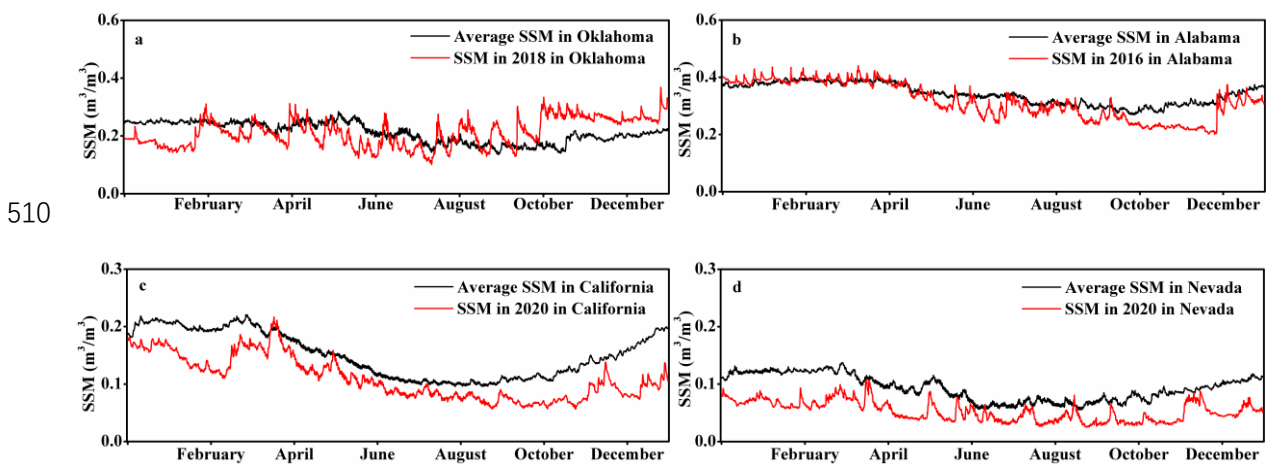 0.6
a
Average SSM in Oklahoma
SSM in 2018 in Oklahoma
0.4
SSM (m³/m³)
0.2
0.0
February April June August October December
0.6
b
Average SSM in Alabama
SSM in 2016 in Alabama
0.4
SSM (m³/m³)
0.2
0.0
February April June August October December
510
0.3
c
Average SSM in California
SSM in 2020 in California
0.2
SSM (m³/m³)
0.1
0.0
February April June August October December
0.3
d
Average SSM in Nevada
SSM in 2020 in Nevada
0.2
SSM (m³/m³)
0.1
0.0
February April June August October December